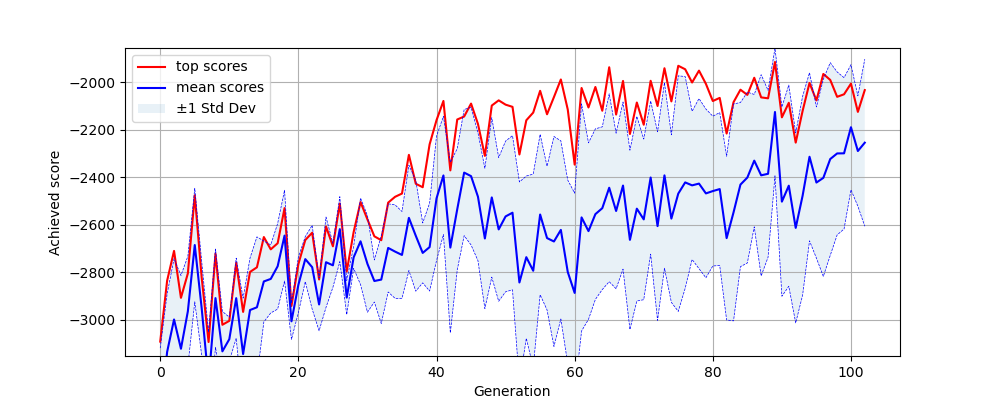 top scores
mean scores
±1 Std Dev
−2000
−2200
−2400
−2600
−2800
−3000
Achieved score
0 20 40 60 80 100
Generation